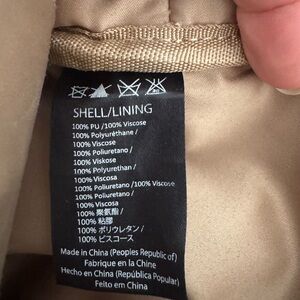 SHELL/LINING
100% PU /100% Viscose
100% Polyuréthane /
100% Viscose
100% Poliuretano /
100% Viskose
100% Polyurethan /
100% Viscosa
100% Poliuretano /100% Viscose
100% Poliuretano /
100% Viscosa
100% 聚氨酯 /
100% 粘膠
100% ポリウレタン /
100% ビスコース
Made in China (Peoples Republic of)
Fabrique en la Chine
Hecho en China (República Popular)
Feito em China